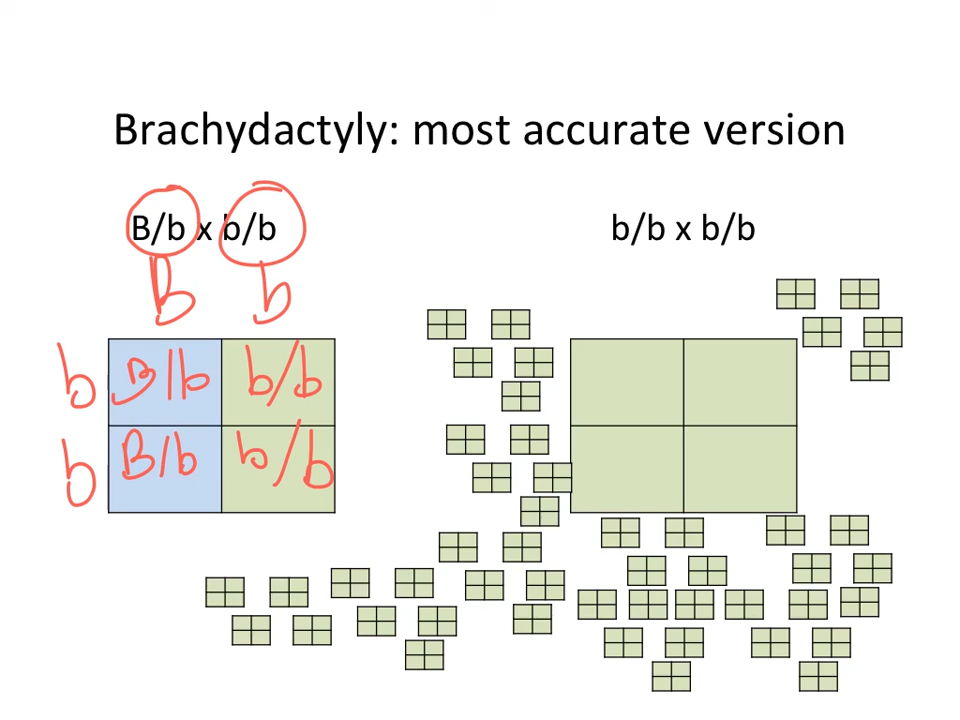 Brachydactyly: most accurate version
B/b x b/b
b/b x b/b
B b
b B/b b/b
b B/b b/b